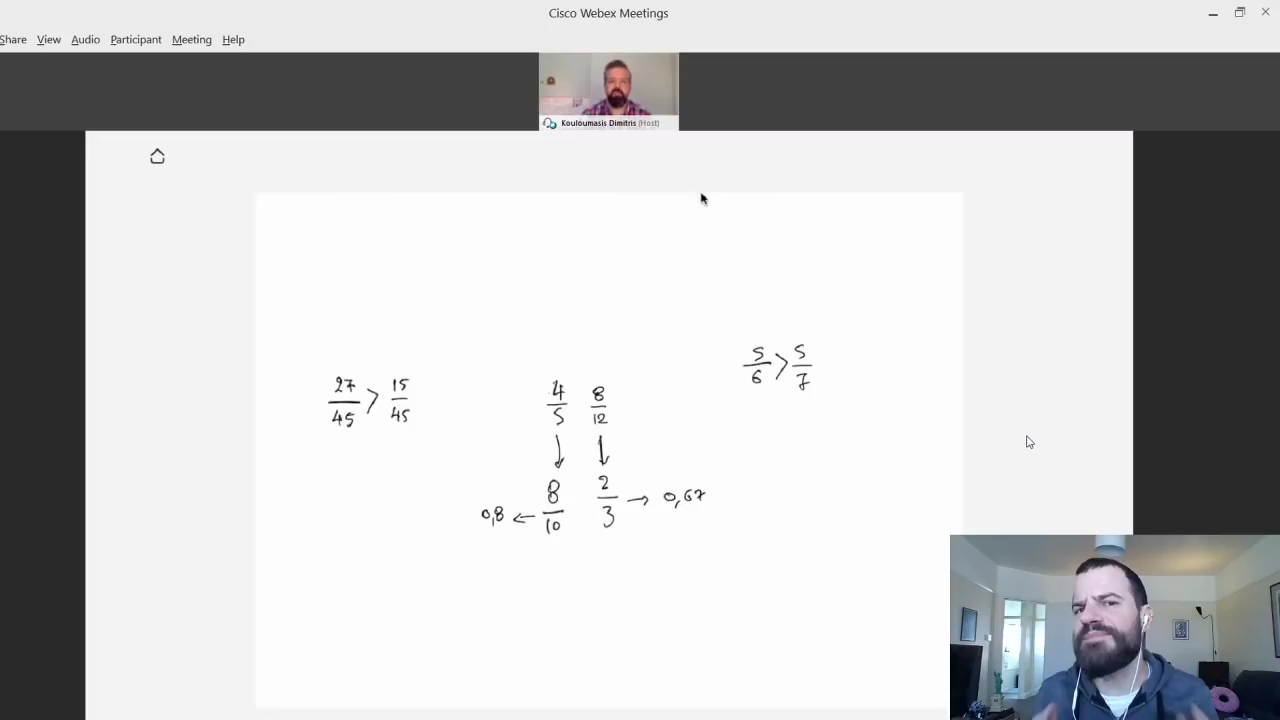 Cisco Webex Meetings
Share View Audio Participant Meeting Help
Kouloumasis Dimitris (Host)
27/45 > 15/45
4/5 8/12
↓ ↓
0,8 ← 8/10 2/3 → 0,67
5/6 > 5/7